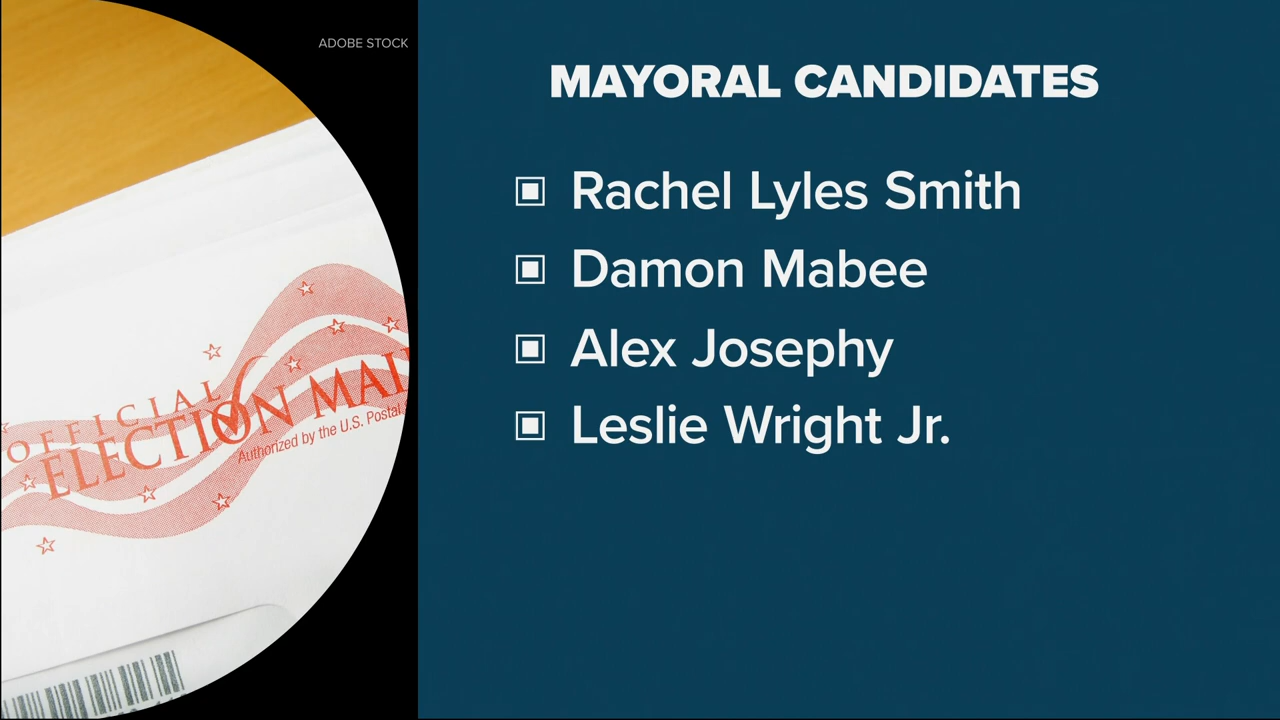 ADOBE STOCK
MAYORAL CANDIDATES
Rachel Lyles Smith
Damon Mabee
Alex Josephy
Leslie Wright Jr.
OFFICIAL
ELECTION MAIL
Authorized by the U.S. Postal